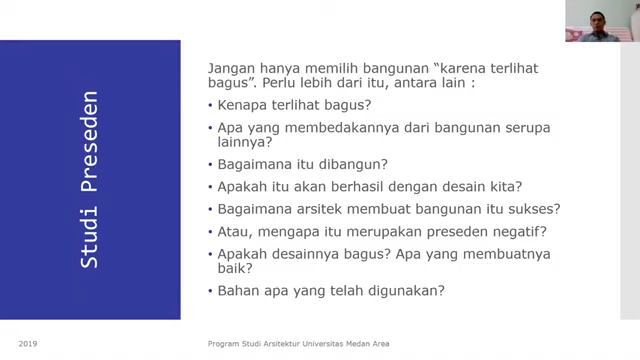 Studi Preseden
Jangan hanya memilih bangunan “karena terlihat
bagus”. Perlu lebih dari itu, antara lain :
• Kenapa terlihat bagus?
• Apa yang membedakannya dari bangunan serupa
lainnya?
• Bagaimana itu dibangun?
• Apakah itu akan berhasil dengan desain kita?
• Bagaimana arsitek membuat bangunan itu sukses?
• Atau, mengapa itu merupakan preseden negatif?
• Apakah desainnya bagus? Apa yang membuatnya
baik?
• Bahan apa yang telah digunakan?
2019
Program Studi Arsitektur Universitas Medan Area